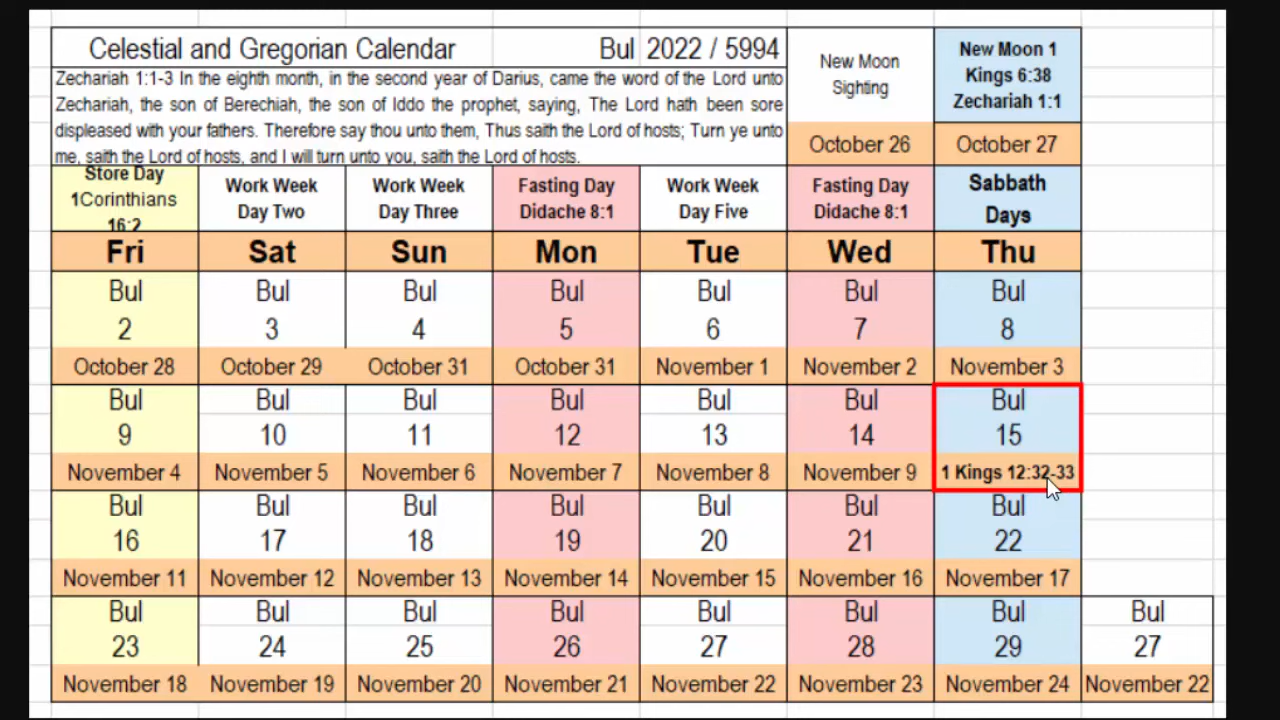 Celestial and Gregorian Calendar Bul 2022 / 5994
Zechariah 1:1-3 In the eighth month, in the second year of Darius, came the word of the Lord unto
Zechariah, the son of Berechiah, the son of Iddo the prophet, saying, The Lord hath been sore
displeased with your fathers. Therefore say thou unto them, Thus saith the Lord of hosts; Turn ye unto
me, saith the Lord of hosts, and I will turn unto you, saith the Lord of hosts.
New Moon
Sighting
October 26
New Moon 1
Kings 6:38
Zechariah 1:1
October 27
Store Day
1Corinthians
16:2
Work Week
Day Two
Work Week
Day Three
Fasting Day
Didache 8:1
Work Week
Day Five
Fasting Day
Didache 8:1
Sabbath
Days
Fri Sat Sun Mon Tue Wed Thu
Bul Bul Bul Bul Bul Bul Bul
2 3 4 5 6 7 8
October 28 October 29 October 31 October 31 November 1 November 2 November 3
Bul Bul Bul Bul Bul Bul Bul
9 10 11 12 13 14 15
November 4 November 5 November 6 November 7 November 8 November 9 1 Kings 12:32-33
Bul Bul Bul Bul Bul Bul Bul
16 17 18 19 20 21 22
November 11 November 12 November 13 November 14 November 15 November 16 November 17
Bul Bul Bul Bul Bul Bul Bul Bul
23 24 25 26 27 28 29 27
November 18 November 19 November 20 November 21 November 22 November 23 November 24 November 22